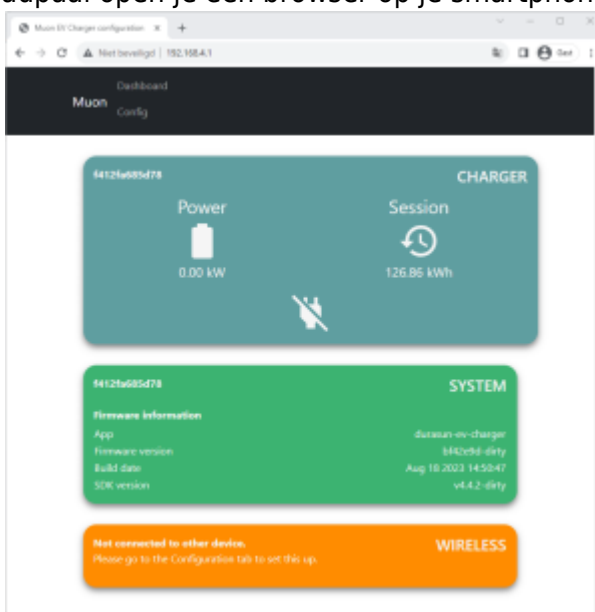 open je een browser op je smartphon
Muon EV Charger configuration
Niet beveiligd | 192.168.4.1
Gast
Dashboard
Muon
Config
f412fa685d78 CHARGER
Power Session
0.00 kW 126.86 kWh
f412fa685d78 SYSTEM
Firmware information
App durasun-ev-charger
Firmware version bf42e9d-dirty
Build date Aug 18 2023 14:50:47
SDK version v4.4.2-dirty
Not connected to other device. WIRELESS
Please go to the Configuration tab to set this up.